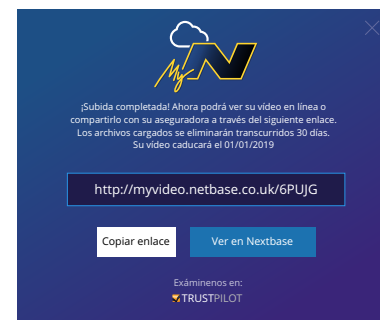 My N
¡Subida completada! Ahora podrá ver su vídeo en línea o
compartirlo con su aseguradora a través del siguiente enlace.
Los archivos cargados se eliminarán transcurridos 30 días.
Su vídeo caducará el 01/01/2019
http://myvideo.netbase.co.uk/6PUJG
Copiar enlace
Ver en Nextbase
Exáminenos en:
TRUSTPILOT